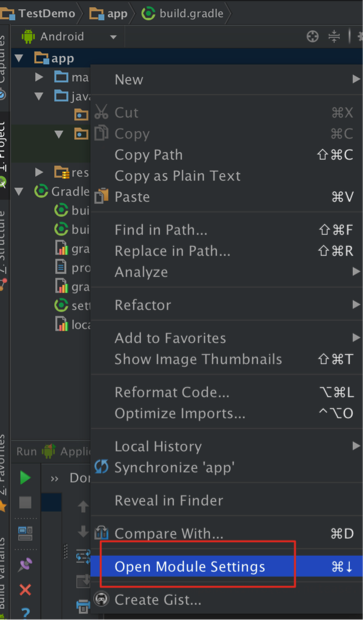 TestDemo app build.gradle
Android
app
ma
java
res
Gradle
bui
bui
gra
pro
gra
sett
loca
Captures
1: Project
Z: Structure
2: Favorites
Build Variants
New
Cut ⌘X
Copy ⌘C
Copy Path ⇧⌘C
Copy as Plain Text
Paste ⌘V
Find in Path... ⇧⌘F
Replace in Path... ⇧⌘R
Analyze
Refactor
Add to Favorites
Show Image Thumbnails ⇧⌘T
Reformat Code... ⌥⌘L
Optimize Imports... ^⌥O
Local History
Synchronize 'app'
Reveal in Finder
Compare With... ⌘D
Open Module Settings ⌘↓
Create Gist...
Run Applic
›› Dor